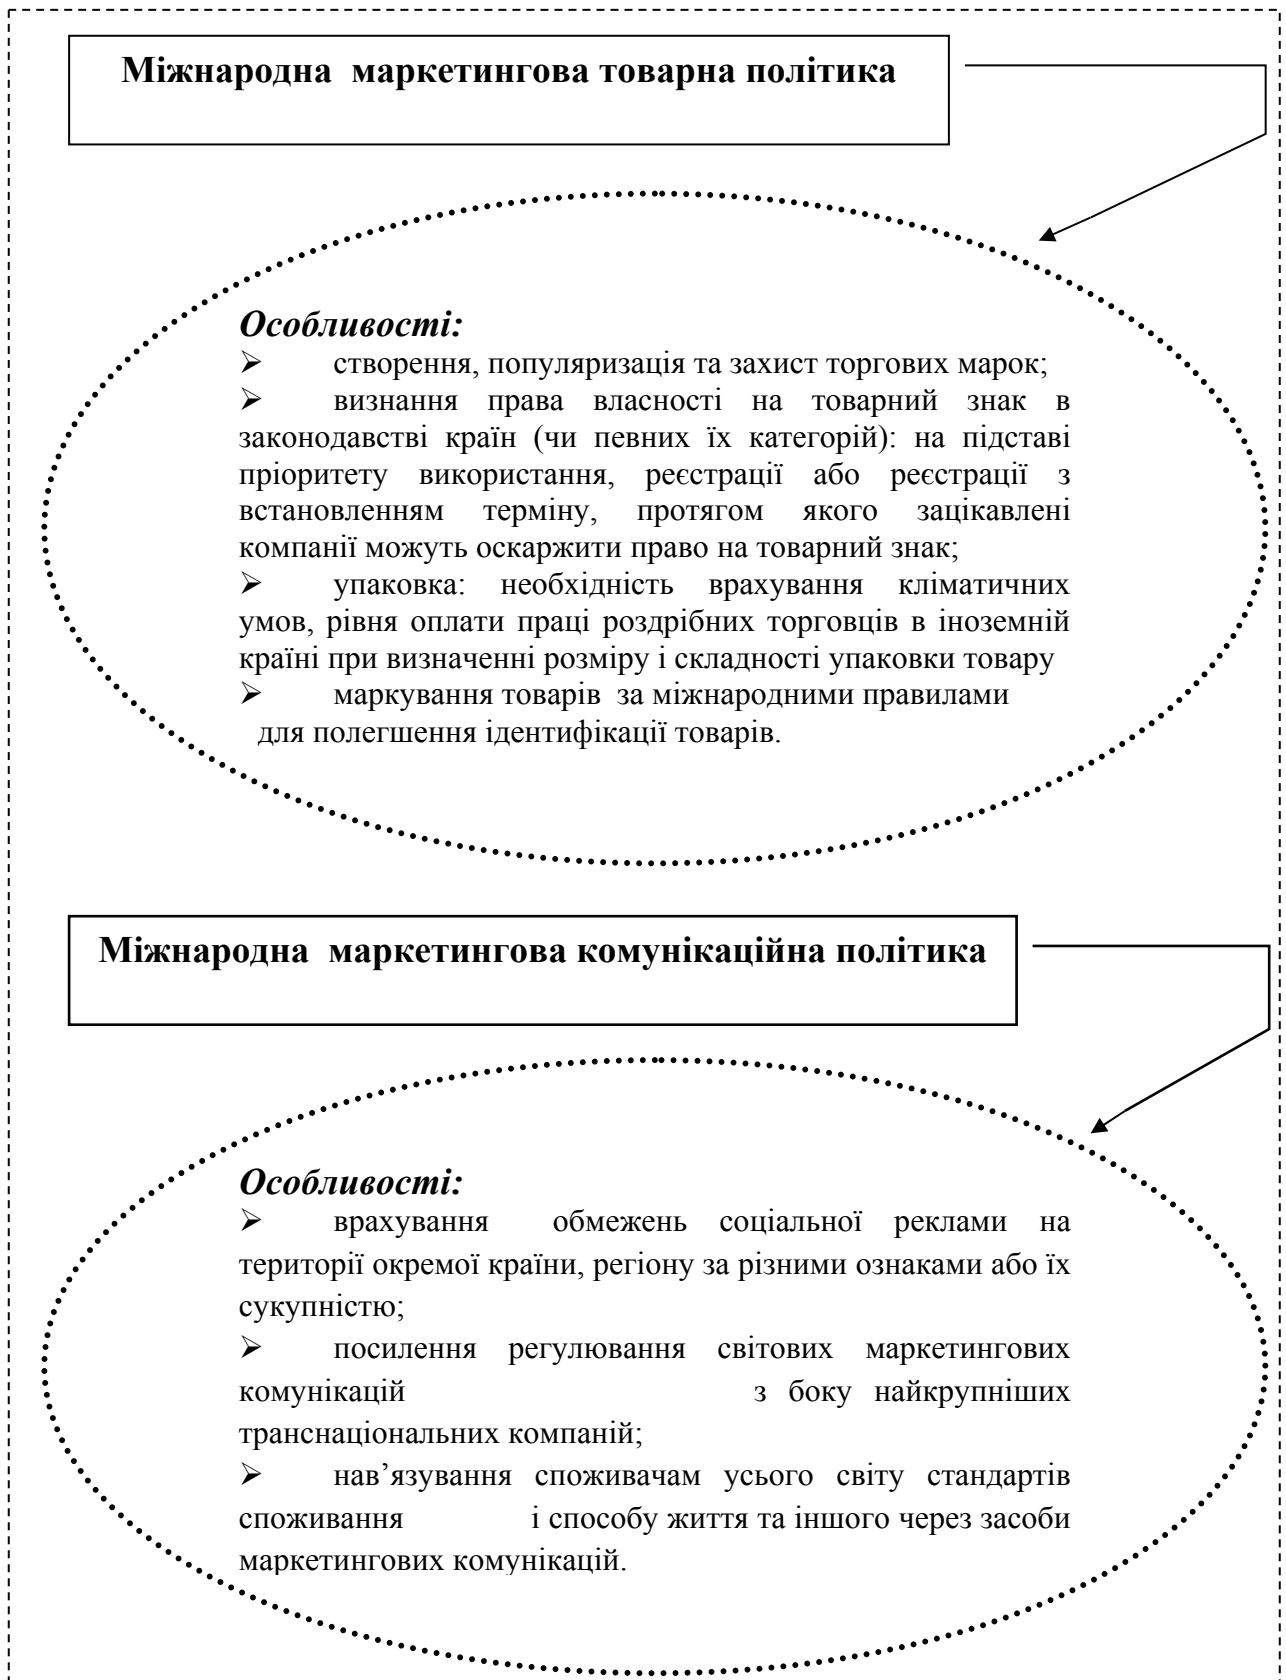 Міжнародна маркетингова товарна політика
Особливості:
➢ створення, популяризація та захист торгових марок;
➢ визнання права власності на товарний знак в
законодавстві країн (чи певних їх категорій): на підставі
пріоритету використання, реєстрації або реєстрації з
встановленням терміну, протягом якого зацікавлені
компанії можуть оскаржити право на товарний знак;
➢ упаковка: необхідність врахування кліматичних
умов, рівня оплати праці роздрібних торговців в іноземній
країні при визначенні розміру і складності упаковки товару
➢ маркування товарів за міжнародними правилами
для полегшення ідентифікації товарів.
Міжнародна маркетингова комунікаційна політика
Особливості:
➢ врахування обмежень соціальної реклами на
території окремої країни, регіону за різними ознаками або їх
сукупністю;
➢ посилення регулювання світових маркетингових
комунікацій з боку найкрупніших
транснаціональних компаній;
➢ нав’язування споживачам усього світу стандартів
споживання і способу життя та іншого через засоби
маркетингових комунікацій.